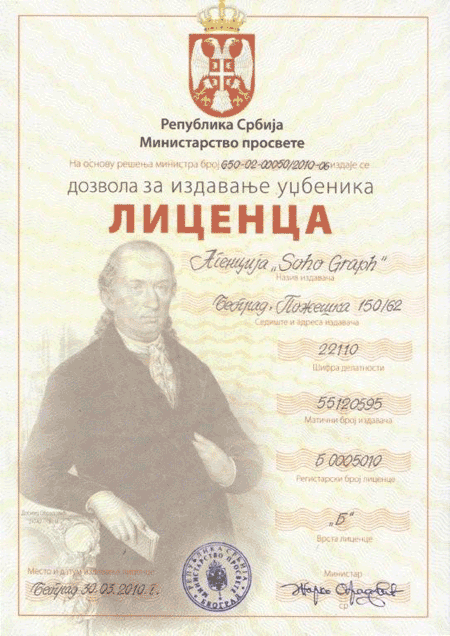 Република Србија
Министарство просвете
На основу решења министра број 650-02-00050/2010-06 издаје се
дозвола за издавање уџбеника
ЛИЦЕНЦА
Агенција „Soho Graph“
Назив издавача
Београд, Пожешка 150/62
Седиште и адреса издавача
22110
Шифра делатности
55120595
Матични број издавача
Б 0005010
Регистарски број лиценце
„Б“
Врста лиценце
Место и датум издавања лиценце
Београд 30.03.2010. г.
Министар